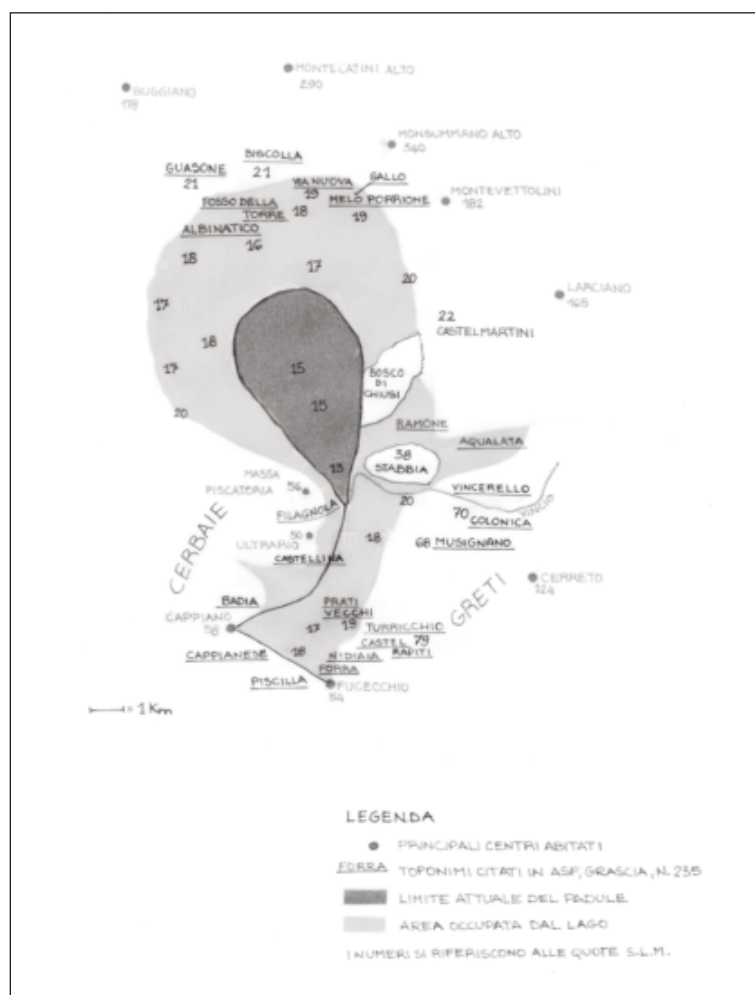 MONTECATINI ALTO
290
BUGGIANO
178
MONSUMMANO ALTO
340
BISCOLLA
21
GUASONE
21
VIA NUOVA
19
GALLO
MELO PORRIONE
19
MONTEVETTOLINI
182
FOSSO DELLA
TORRE
18
ALBINATICO
16
18
17
20
LARCIANO
165
17
22
CASTELMARTINI
18
17
15
BOSCO
DI
CHIUSI
15
20
RAMONE
AQUALATA
38
STABBIA
13
MASSA
PISCATORIA
56
VINCERELLO
VINCIO
20
FILAGNOLA
70
COLONICA
ULTRARIO
50
18
68 MUSIGNANO
CERBAIE
CASTELLINA
GRETI
CERRETO
124
BADIA
PRATI
VECCHI
CAPPIANO
58
17
19
TURRICCHIO
CASTEL
RAPITI
79
CAPPIANESE
18
NIDIAIA
FORRA
PISCILLA
FUCECCHIO
54
= 1 Km
LEGENDA
PRINCIPALI CENTRI ABITATI
FORRA TOPONIMI CITATI IN ASF, GRASCIA, N. 235
LIMITE ATTUALE DEL PADULE
AREA OCCUPATA DAL LAGO
I NUMERI SI RIFERISCONO ALLE QUOTE S.L.M.